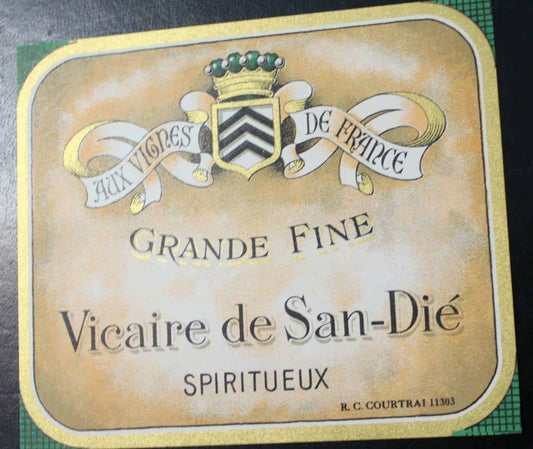 AUX VIGNES DE FRANCE
GRANDE FINE
Vicaire de San-Dié
SPIRITUEUX
R. C. COURTRAI 11303